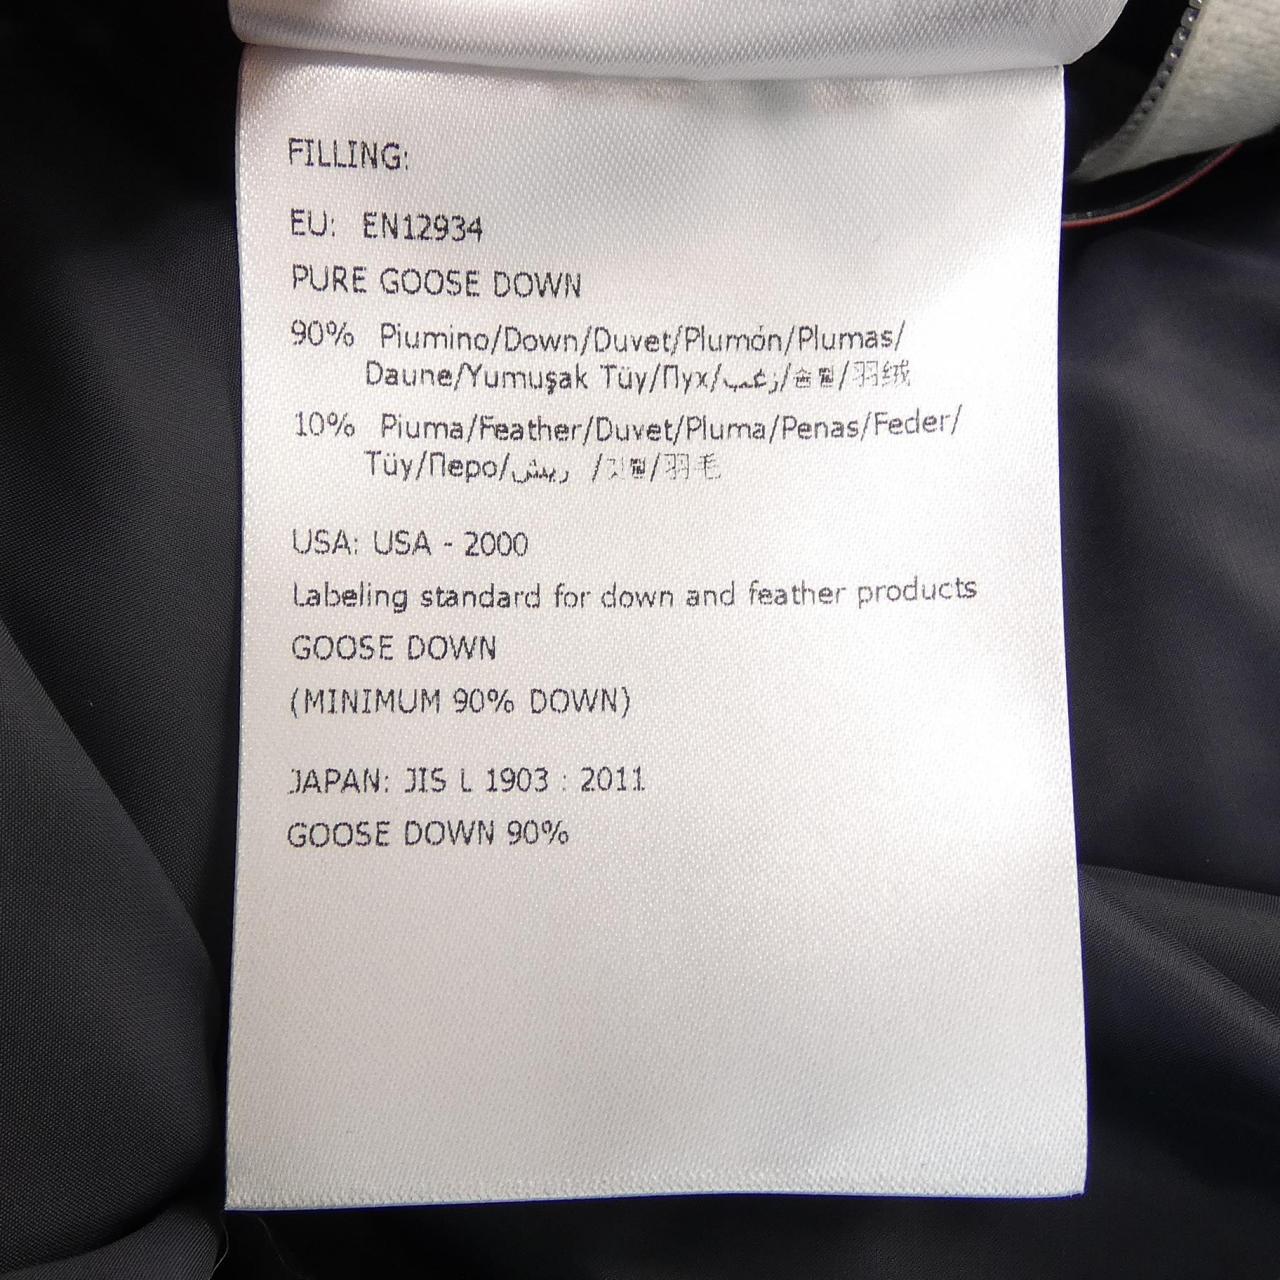 FILLING:
EU: EN12934
PURE GOOSE DOWN
90% Piumino/Down/Duvet/Plumón/Plumas/
Daune/Yumuşak Tüy/Пух/زغب/솜털/羽绒
10% Piuma/Feather/Duvet/Pluma/Penas/Feder/
Tüy/Перо/ريش /깃털/羽毛
USA: USA - 2000
Labeling standard for down and feather products
GOOSE DOWN
(MINIMUM 90% DOWN)
JAPAN: JIS L 1903 : 2011
GOOSE DOWN 90%